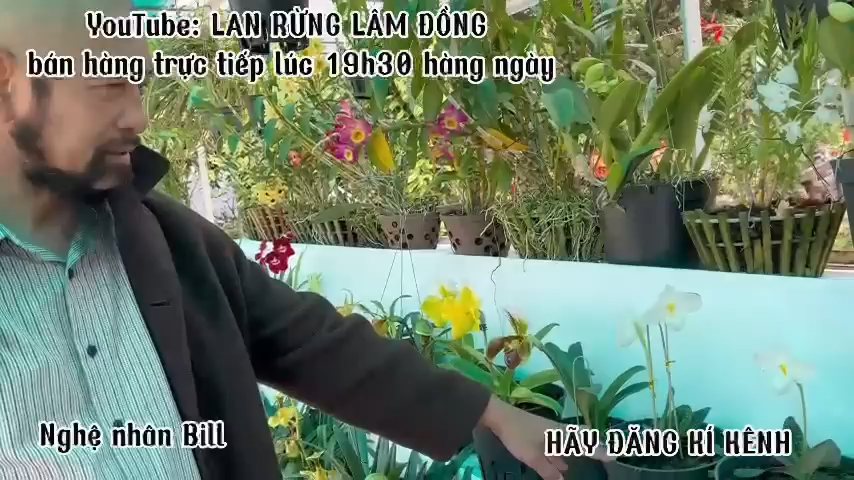 YouTube: LAN RỪNG LÂM ĐỒNG
bán hàng trực tiếp lúc 19h30 hàng ngày
Nghệ nhân Bill
HÃY ĐĂNG KÍ KÊNH